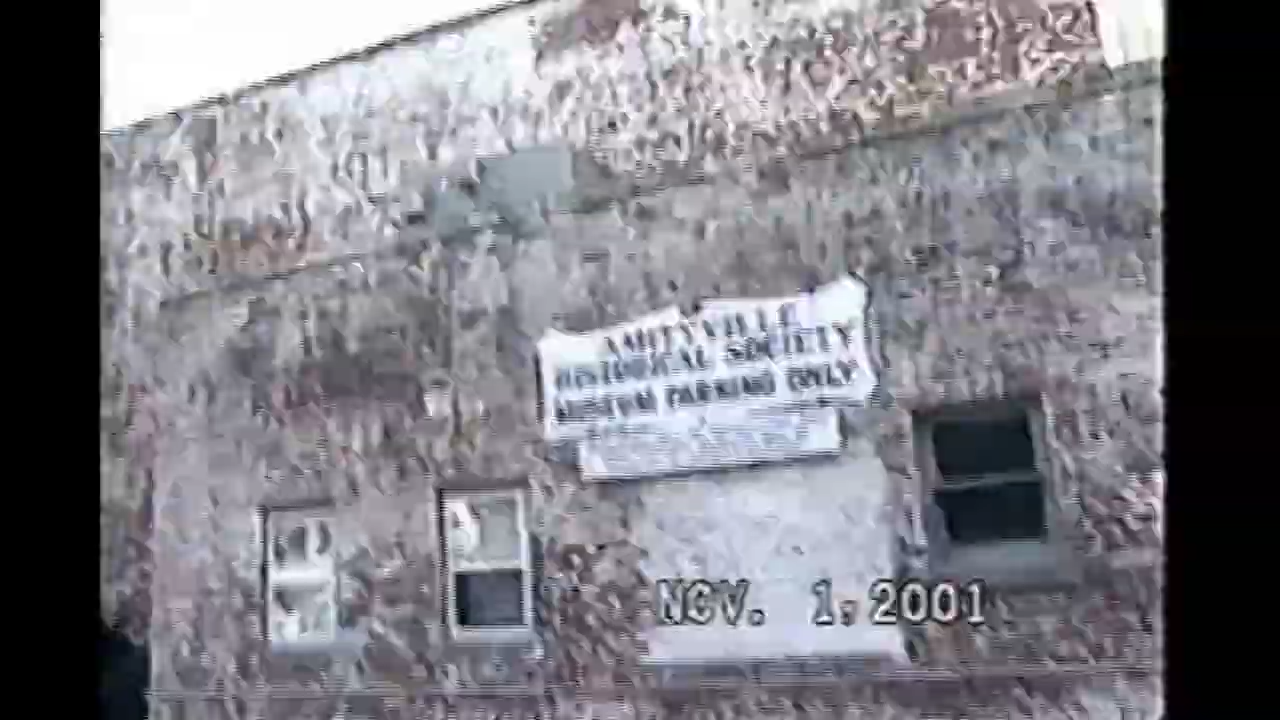 AMITYVILLE
HISTORICAL SOCIETY
MUSEUM PARKING ONLY
NOV. 1, 2001